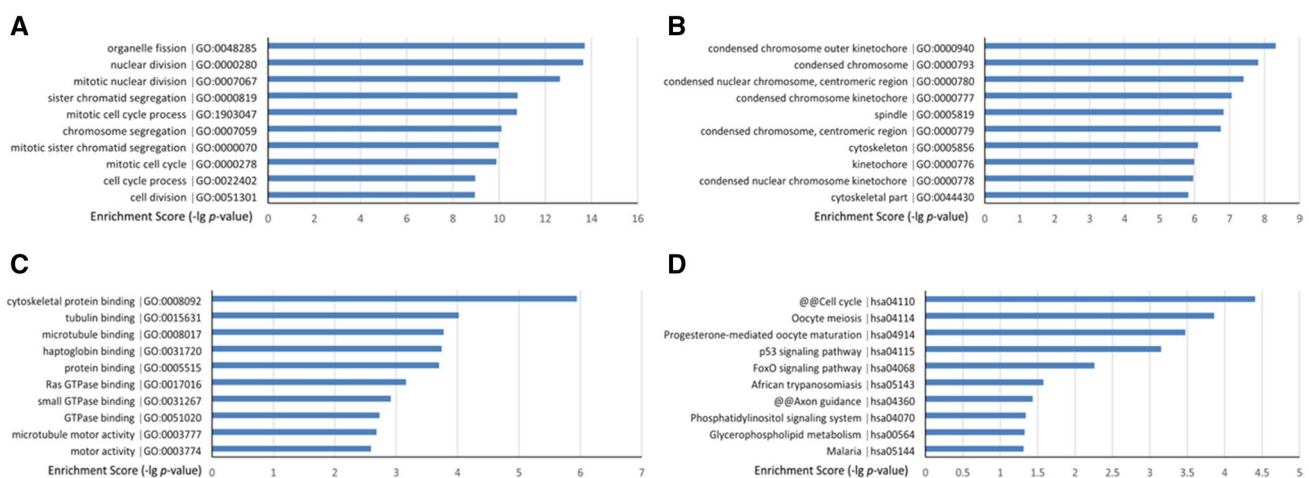 A
organelle fission | GO:0048285
nuclear division | GO:0000280
mitotic nuclear division | GO:0007067
sister chromatid segregation | GO:0000819
mitotic cell cycle process | GO:1903047
chromosome segregation | GO:0007059
mitotic sister chromatid segregation | GO:0000070
mitotic cell cycle | GO:0000278
cell cycle process | GO:0022402
cell division | GO:0051301
Enrichment Score (-lg p-value) 0 2 4 6 8 10 12 14 16
B
condensed chromosome outer kinetochore | GO:0000940
condensed chromosome | GO:0000793
condensed nuclear chromosome, centromeric region | GO:0000780
condensed chromosome kinetochore | GO:0000777
spindle | GO:0005819
condensed chromosome, centromeric region | GO:0000779
cytoskeleton | GO:0005856
kinetochore | GO:0000776
condensed nuclear chromosome kinetochore | GO:0000778
cytoskeletal part | GO:0044430
Enrichment Score (-lg p-value) 0 1 2 3 4 5 6 7 8 9
C
cytoskeletal protein binding | GO:0008092
tubulin binding | GO:0015631
microtubule binding | GO:0008017
haptoglobin binding | GO:0031720
protein binding | GO:0005515
Ras GTPase binding | GO:0017016
small GTPase binding | GO:0031267
GTPase binding | GO:0051020
microtubule motor activity | GO:0003777
motor activity | GO:0003774
Enrichment Score (-lg p-value) 0 1 2 3 4 5 6 7
D
@@Cell cycle | hsa04110
Oocyte meiosis | hsa04114
Progesterone-mediated oocyte maturation | hsa04914
p53 signaling pathway | hsa04115
FoxO signaling pathway | hsa04068
African trypanosomiasis | hsa05143
@@Axon guidance | hsa04360
Phosphatidylinositol signaling system | hsa04070
Glycerophospholipid metabolism | hsa00564
Malaria | hsa05144
Enrichment Score (-lg p-value) 0 0.5 1 1.5 2 2.5 3 3.5 4 4.5 5